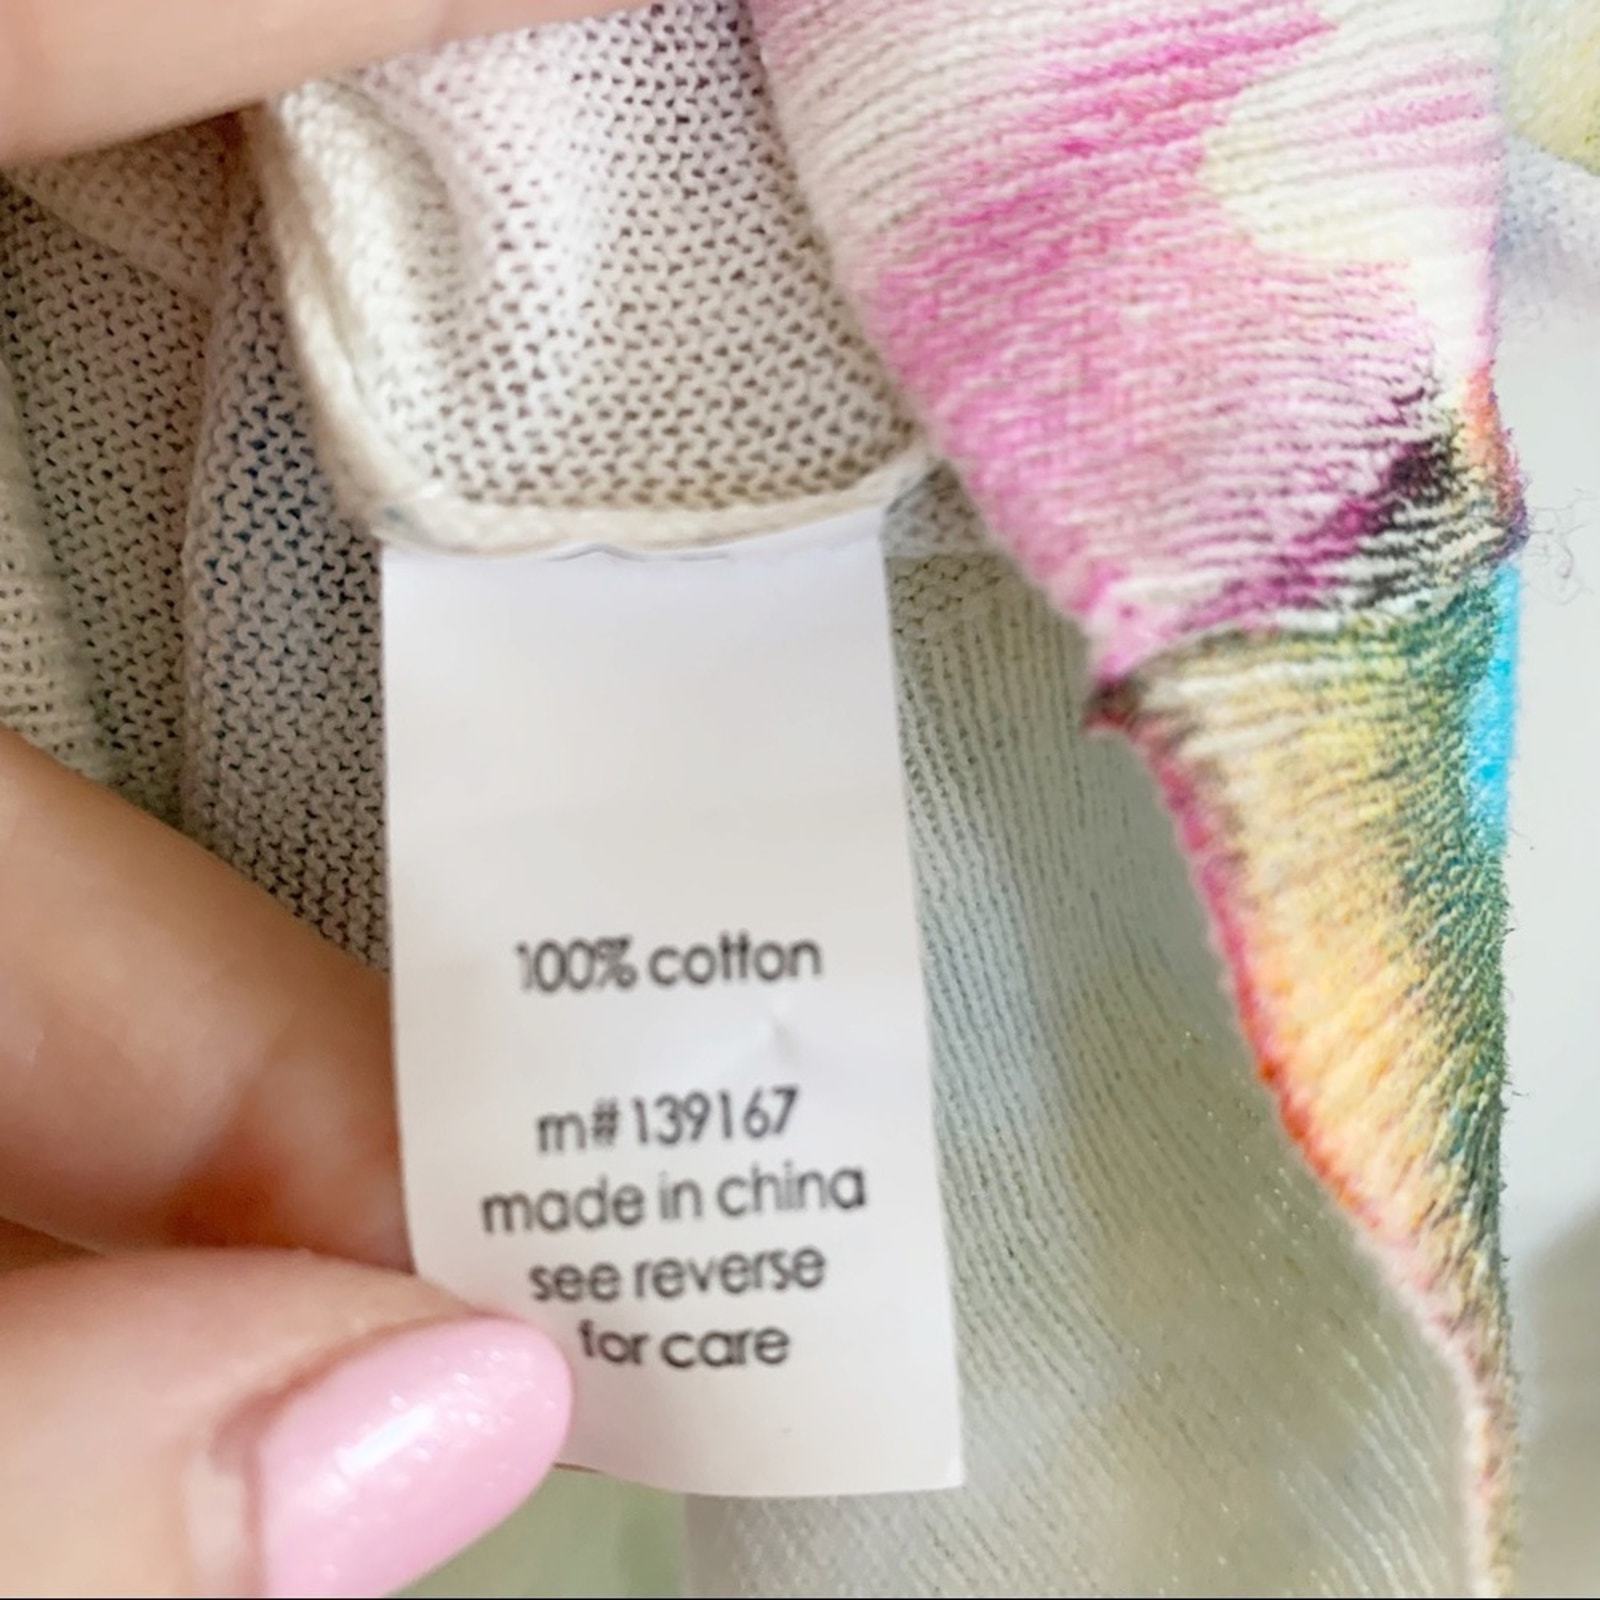 100% cotton
m#139167
made in china
see reverse
for care